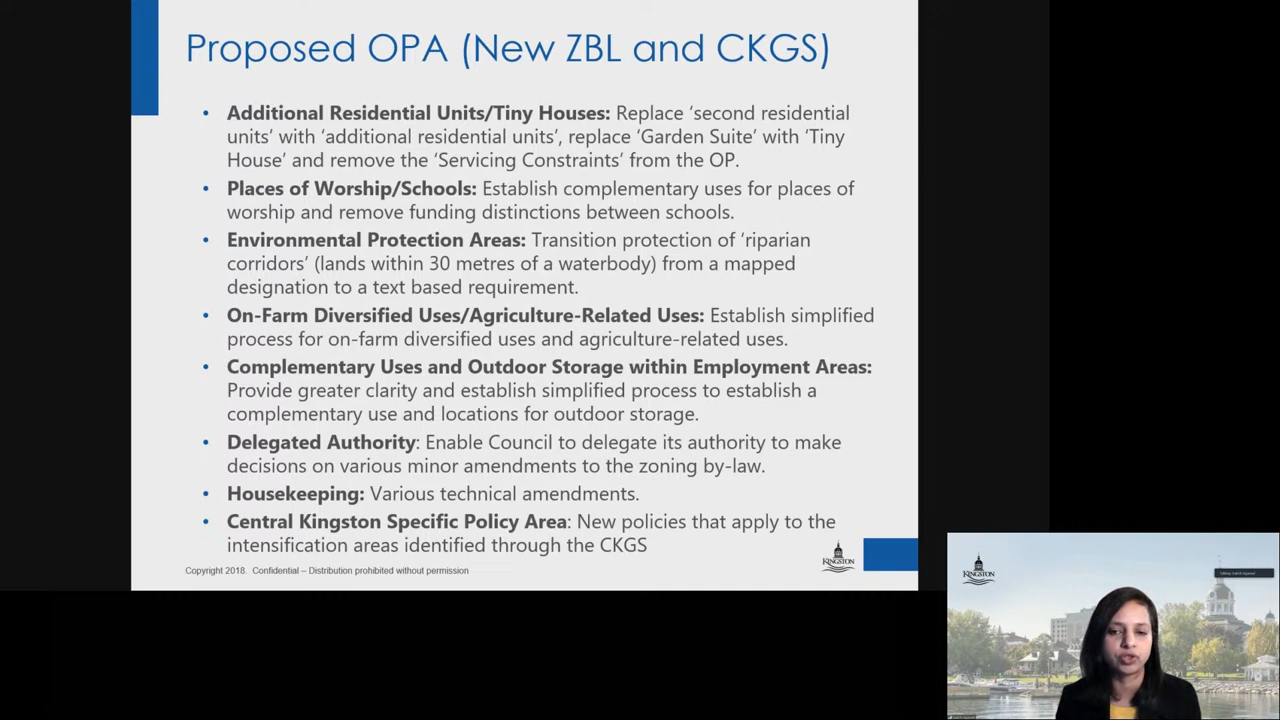 Proposed OPA (New ZBL and CKGS)
• Additional Residential Units/Tiny Houses: Replace ‘second residential
units’ with ‘additional residential units’, replace ‘Garden Suite’ with ‘Tiny
House’ and remove the ‘Servicing Constraints’ from the OP.
• Places of Worship/Schools: Establish complementary uses for places of
worship and remove funding distinctions between schools.
• Environmental Protection Areas: Transition protection of ‘riparian
corridors’ (lands within 30 metres of a waterbody) from a mapped
designation to a text based requirement.
• On-Farm Diversified Uses/Agriculture-Related Uses: Establish simplified
process for on-farm diversified uses and agriculture-related uses.
• Complementary Uses and Outdoor Storage within Employment Areas:
Provide greater clarity and establish simplified process to establish a
complementary use and locations for outdoor storage.
• Delegated Authority: Enable Council to delegate its authority to make
decisions on various minor amendments to the zoning by-law.
• Housekeeping: Various technical amendments.
• Central Kingston Specific Policy Area: New policies that apply to the
intensification areas identified through the CKGS
Copyright 2018. Confidential – Distribution prohibited without permission
KINGSTON
KINGSTON